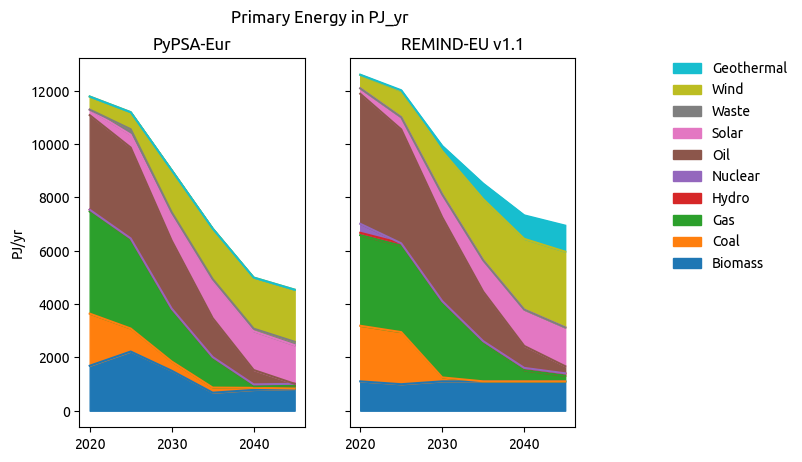 Primary Energy in PJ_yr
PyPSA-Eur
REMIND-EU v1.1
PJ/yr
12000
10000
8000
6000
4000
2000
0
2020
2030
2040
2020
2030
2040
Geothermal
Wind
Waste
Solar
Oil
Nuclear
Hydro
Gas
Coal
Biomass